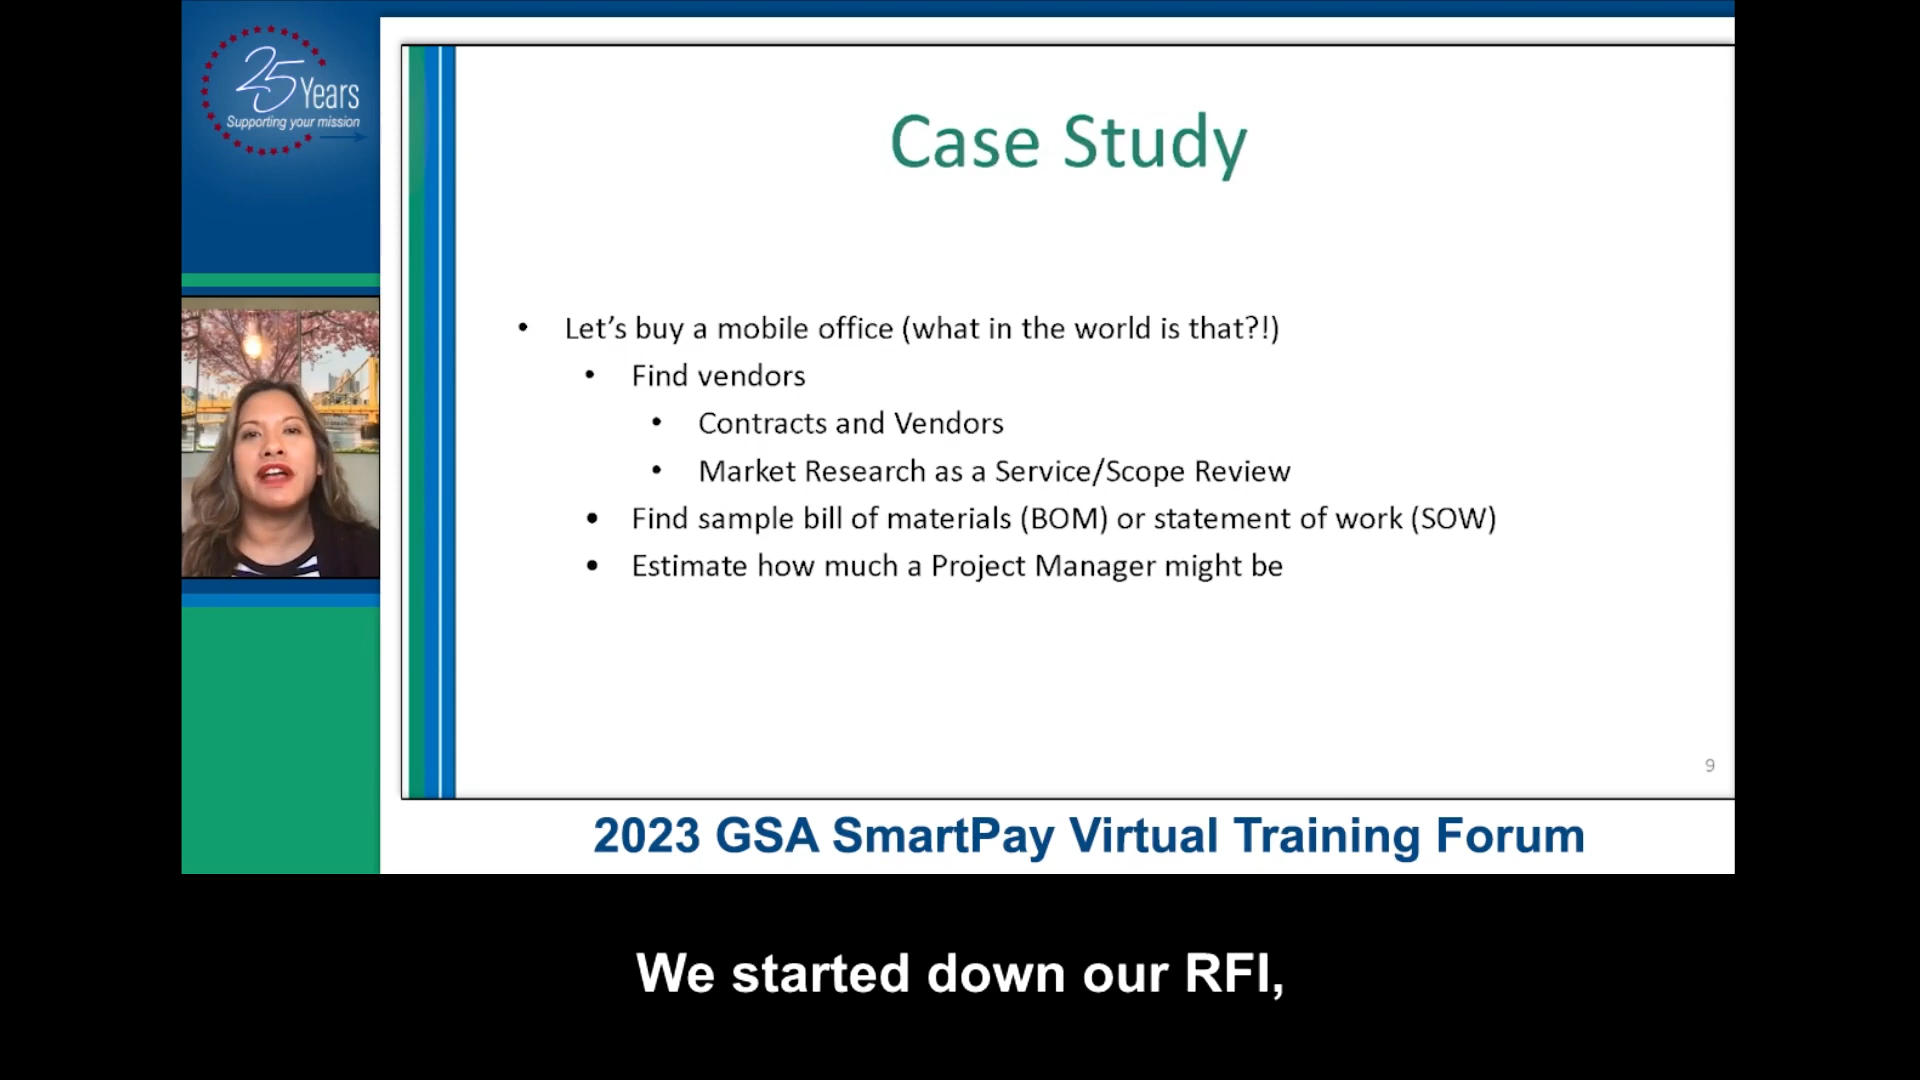 25 Years
Supporting your mission
Case Study
• Let's buy a mobile office (what in the world is that?!)
• Find vendors
• Contracts and Vendors
• Market Research as a Service/Scope Review
• Find sample bill of materials (BOM) or statement of work (SOW)
• Estimate how much a Project Manager might be
9
2023 GSA SmartPay Virtual Training Forum
We started down our RFI,